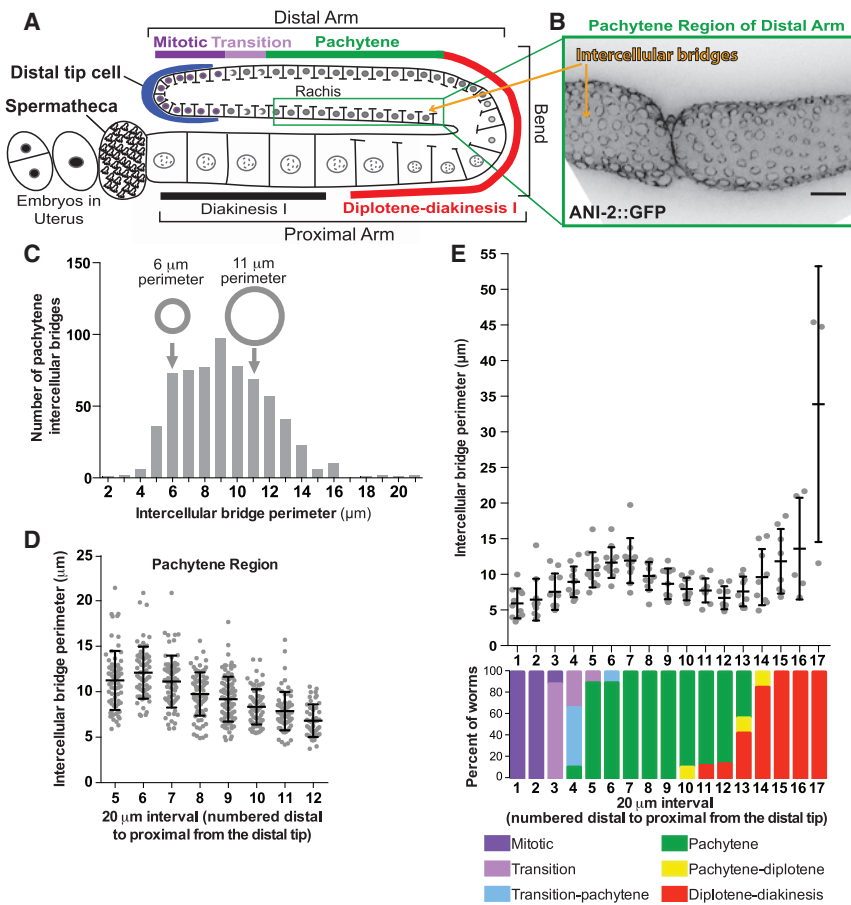 A
Distal Arm
Mitotic Transition Pachytene
Distal tip cell
Spermatheca
Rachis
Bend
Embryos in
Uterus
Diakinesis I
Diplotene-diakinesis I
Proximal Arm
B
Pachytene Region of Distal Arm
Intercellular bridges
ANI-2::GFP
C
Number of pachytene
intercellular bridges
150
100
50
0
6 µm
perimeter
11 µm
perimeter
2 4 6 8 10 12 14 16 18 20
Intercellular bridge perimeter (µm)
D
Pachytene Region
Intercellular bridge perimeter (µm)
25
20
15
10
5
0
5 6 7 8 9 10 11 12
20 µm interval (numbered distal
to proximal from the distal tip)
E
Intercellular bridge perimeter (µm)
55
50
45
40
35
30
25
20
15
10
5
0
1 2 3 4 5 6 7 8 9 10 11 12 13 14 15 16 17
Percent of worms
100
80
60
40
20
0
1 2 3 4 5 6 7 8 9 10 11 12 13 14 15 16 17
20 µm interval
(numbered distal to proximal from the distal tip)
Mitotic
Transition
Transition-pachytene
Pachytene
Pachytene-diplotene
Diplotene-diakinesis